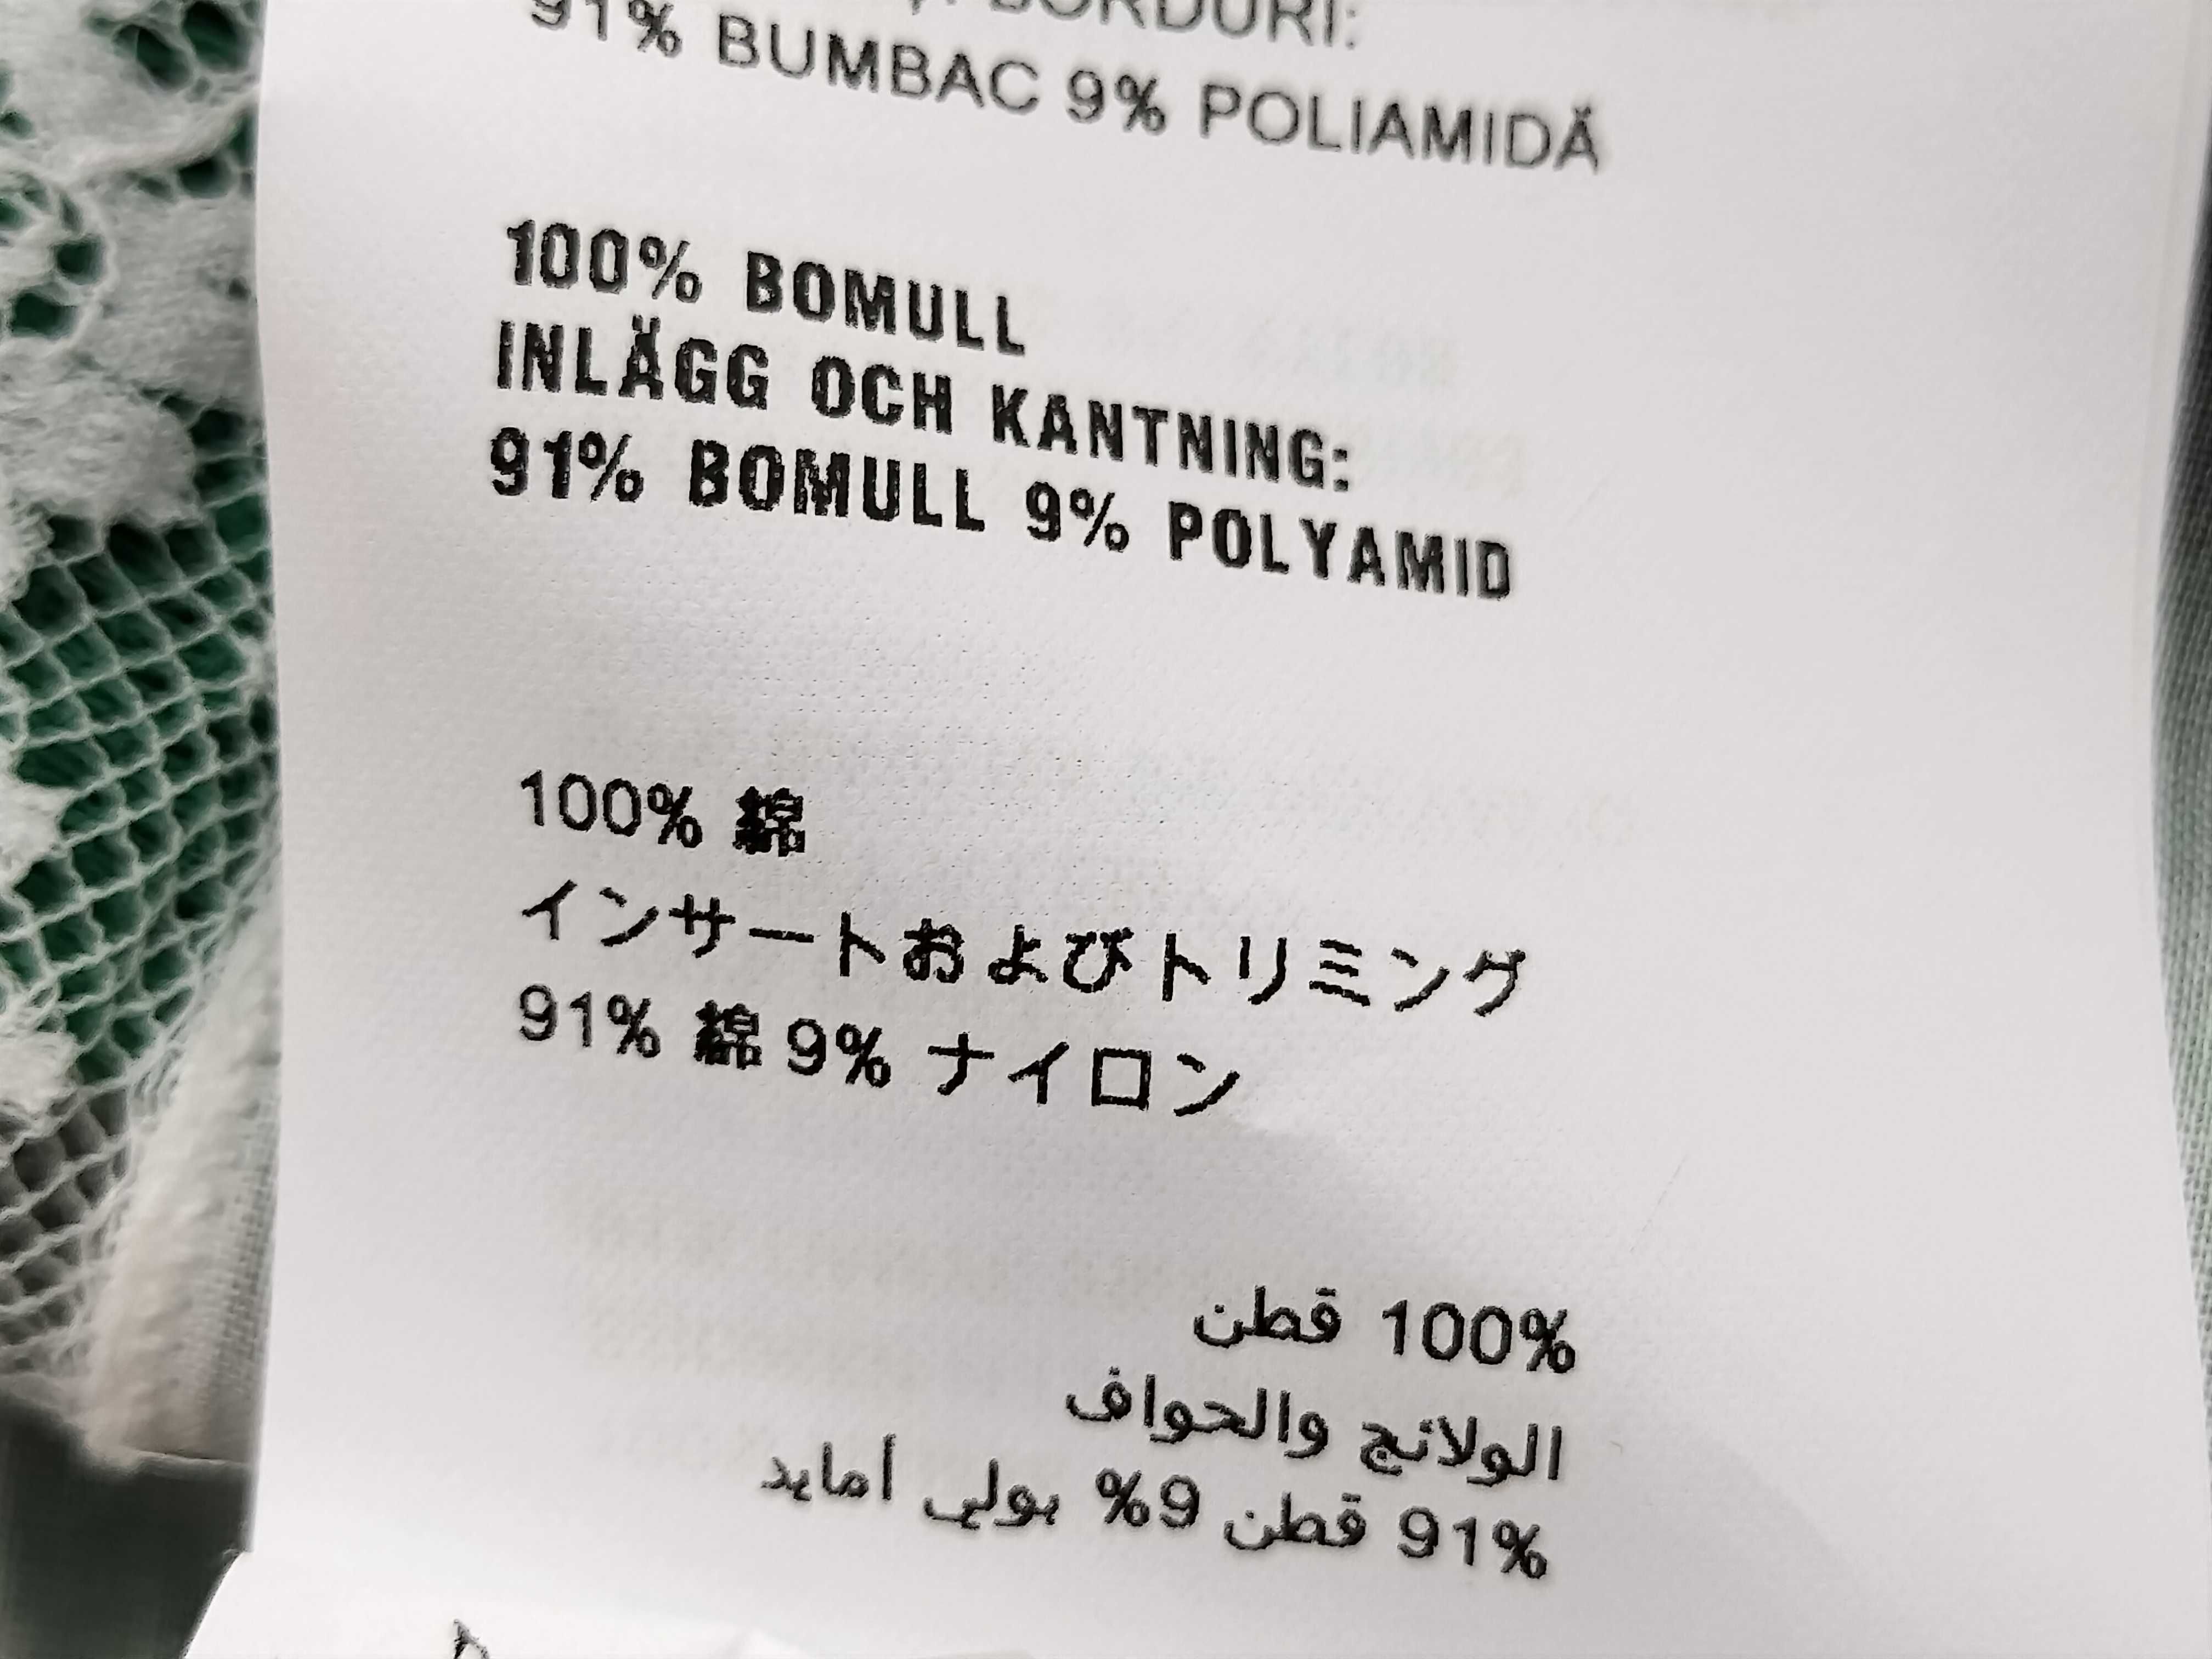 BORDURI:
91% BUMBAC 9% POLIAMIDĂ
100% BOMULL
INLÄGG OCH KANTNING:
91% BOMULL 9% POLYAMID
100% 綿
インサートおよびトリミング
91% 綿 9% ナイロン
100% قطن
الولائج والحواف
91% قطن 9% بولي أمايد